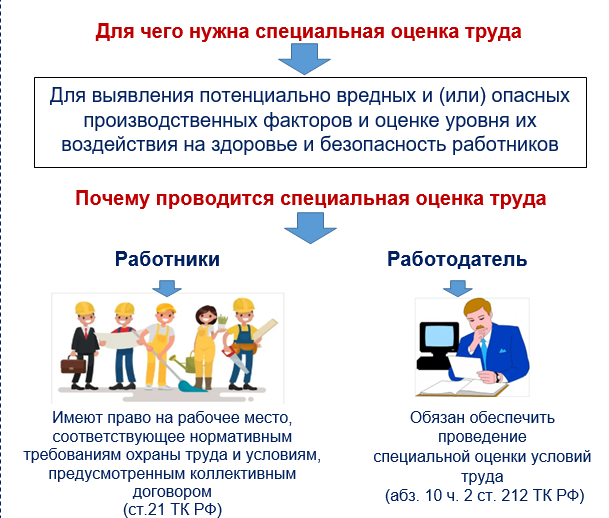 Для чего нужна специальная оценка труда
Для выявления потенциально вредных и (или) опасных
производственных факторов и оценке уровня их
воздействия на здоровье и безопасность работников
Почему проводится специальная оценка труда
Работники
Имеют право на рабочее место,
соответствующее нормативным
требованиям охраны труда и условиям,
предусмотренным коллективным
договором
(ст.21 ТК РФ)
Работодатель
Обязан обеспечить
проведение
специальной оценки условий
труда
(абз. 10 ч. 2 ст. 212 ТК РФ)